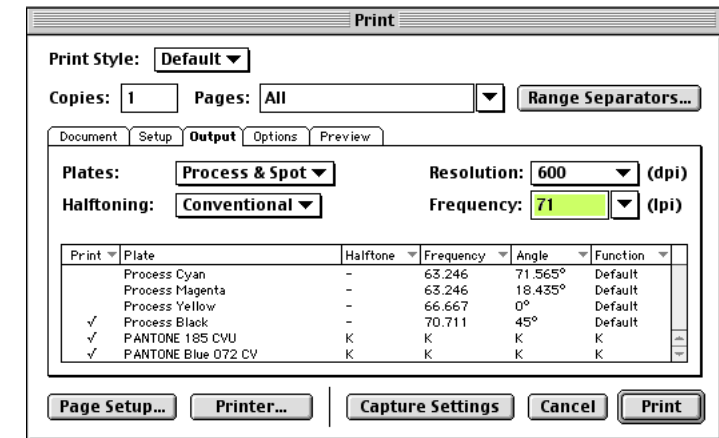 Print
Print Style: Default
Copies: 1 Pages: All Range Separators...
Document Setup Output Options Preview
Plates: Process & Spot Resolution: 600 (dpi)
Halftoning: Conventional Frequency: 71 (lpi)
Print Plate Halftone Frequency Angle Function
Process Cyan - 63.246 71.565° Default
Process Magenta - 63.246 18.435° Default
Process Yellow - 66.667 0° Default
✓ Process Black - 70.711 45° Default
✓ PANTONE 185 CVU K K K K
✓ PANTONE Blue 072 CV K K K K
Page Setup... Printer... Capture Settings Cancel Print